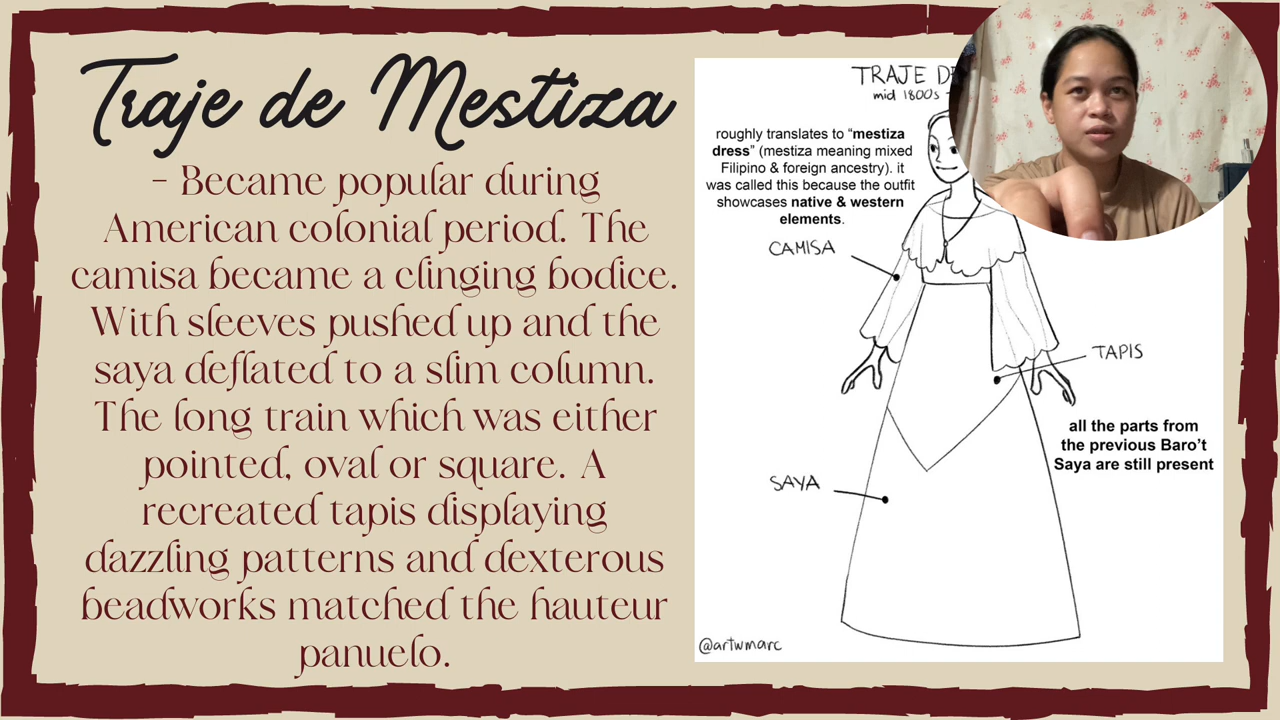 Traje de Mestiza
- Became popular during
American colonial period. The
camisa became a clinging bodice.
With sleeves pushed up and the
saya deflated to a slim column.
The long train which was either
pointed, oval or square. A
recreated tapis displaying
dazzling patterns and dexterous
beadworks matched the hauteur
panuelo.
TRAJE DE
mid 1800s
roughly translates to “mestiza
dress” (mestiza meaning mixed
Filipino & foreign ancestry). it
was called this because the outfit
showcases native & western
elements.
CAMISA
TAPIS
all the parts from
the previous Baro’t
Saya are still present
SAYA
@artwmarc